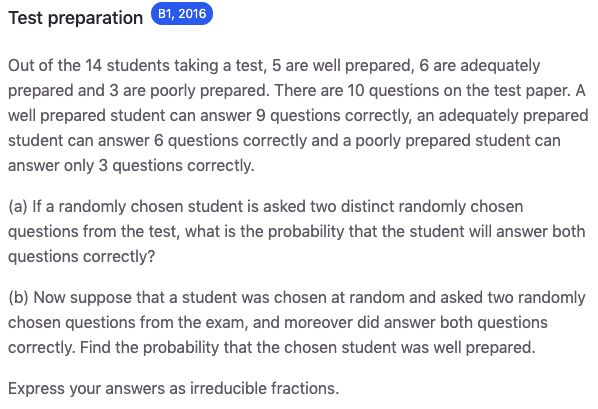 Test preparation B1, 2016
Out of the 14 students taking a test, 5 are well prepared, 6 are adequately
prepared and 3 are poorly prepared. There are 10 questions on the test paper. A
well prepared student can answer 9 questions correctly, an adequately prepared
student can answer 6 questions correctly and a poorly prepared student can
answer only 3 questions correctly.
(a) If a randomly chosen student is asked two distinct randomly chosen
questions from the test, what is the probability that the student will answer both
questions correctly?
(b) Now suppose that a student was chosen at random and asked two randomly
chosen questions from the exam, and moreover did answer both questions
correctly. Find the probability that the chosen student was well prepared.
Express your answers as irreducible fractions.